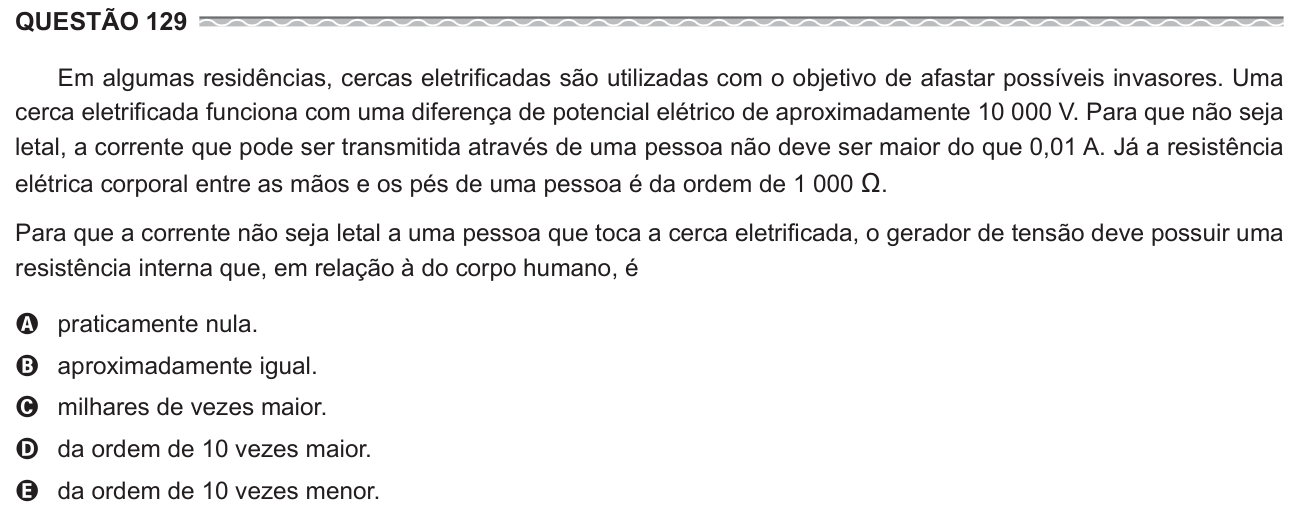 QUESTÃO 129
Em algumas residências, cercas eletrificadas são utilizadas com o objetivo de afastar possíveis invasores. Uma
cerca eletrificada funciona com uma diferença de potencial elétrico de aproximadamente 10 000 V. Para que não seja
letal, a corrente que pode ser transmitida através de uma pessoa não deve ser maior do que 0,01 A. Já a resistência
elétrica corporal entre as mãos e os pés de uma pessoa é da ordem de 1 000 Ω.
Para que a corrente não seja letal a uma pessoa que toca a cerca eletrificada, o gerador de tensão deve possuir uma
resistência interna que, em relação à do corpo humano, é
A praticamente nula.
B aproximadamente igual.
C milhares de vezes maior.
D da ordem de 10 vezes maior.
E da ordem de 10 vezes menor.